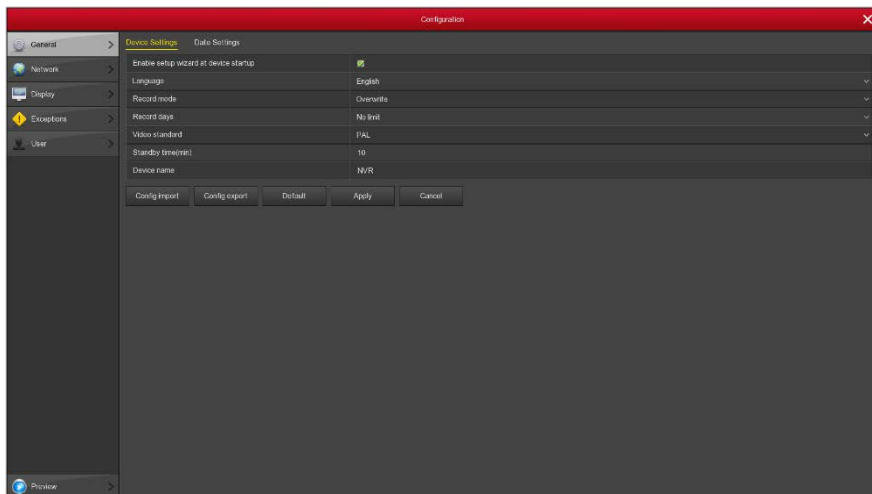 Configuration
General
Network
Display
Exceptions
User
Preview
Device Settings Date Settings
Enable setup wizard at device startup
Language English
Record mode Overwrite
Record days No limit
Video standard PAL
Standby time(min) 10
Device name NVR
Config import Config export Default Apply Cancel